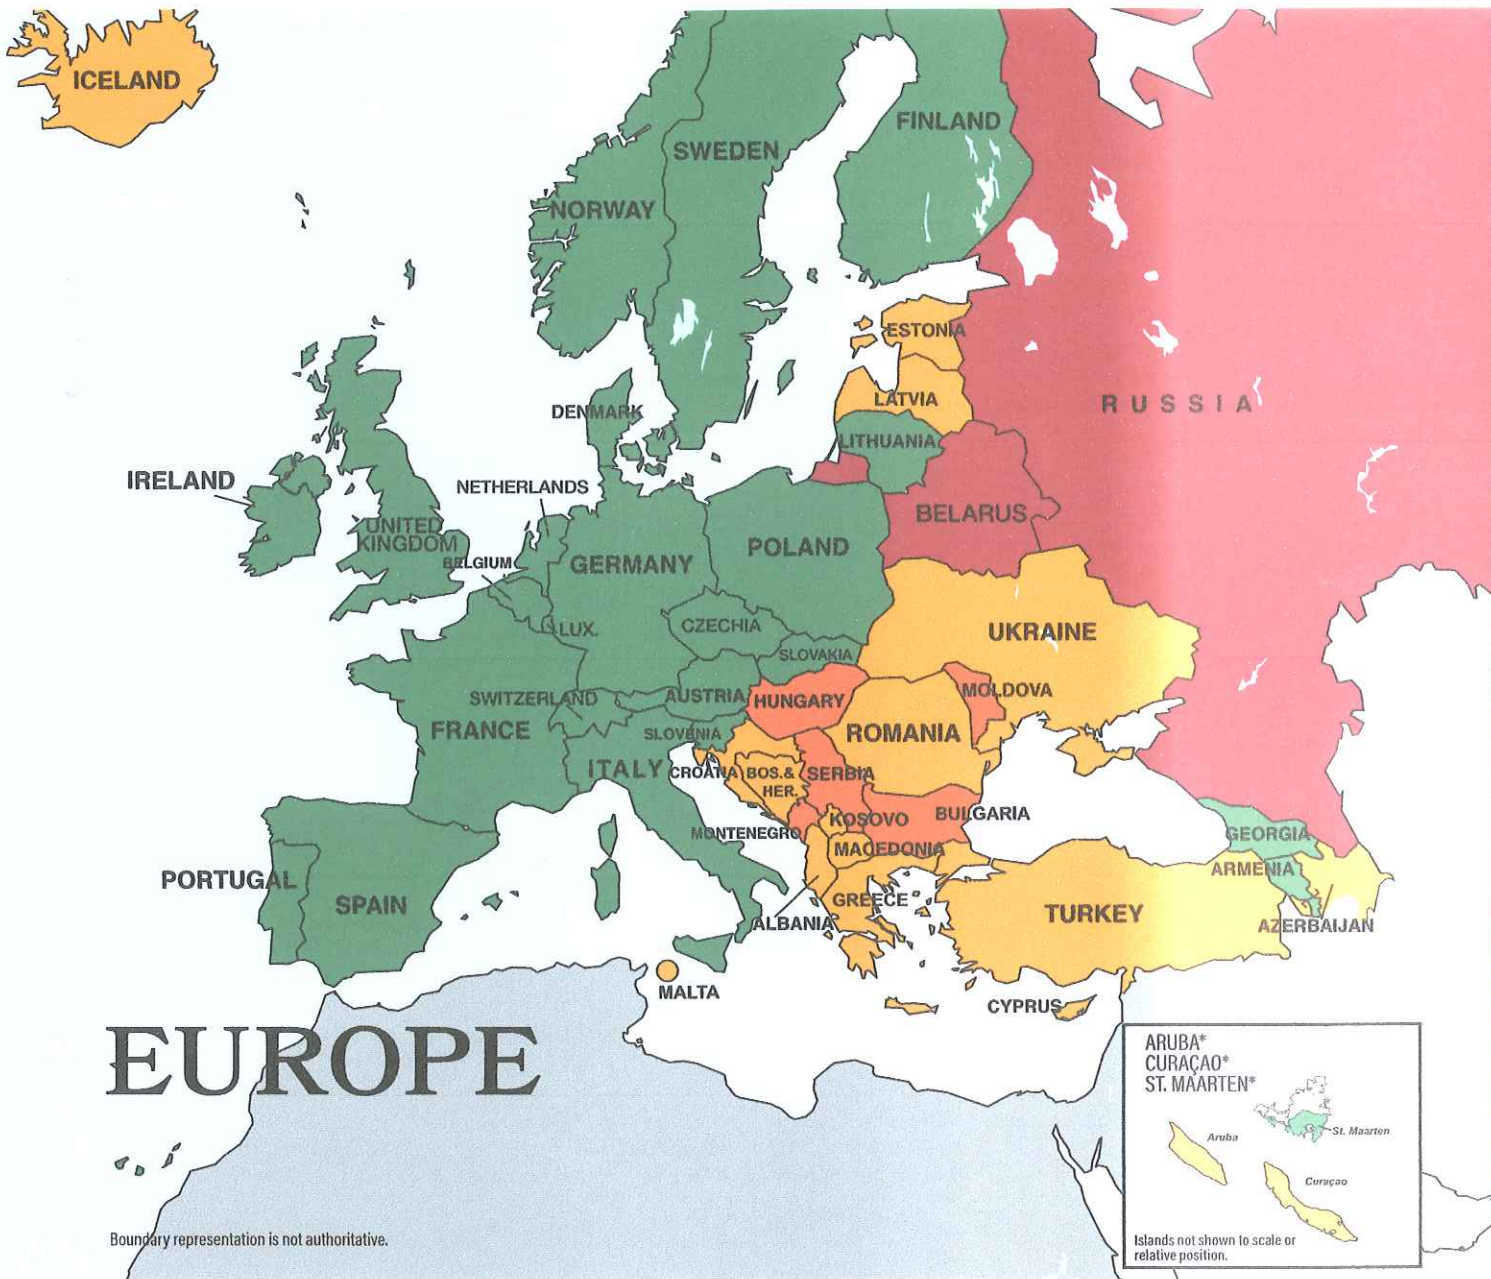 ICELAND
FINLAND
SWEDEN
NORWAY
ESTONIA
RUSSIA
LATVIA
DENMARK
LITHUANIA
IRELAND
NETHERLANDS
BELARUS
UNITED
KINGDOM
POLAND
BELGIUM
GERMANY
CZECHIA
LUX.
UKRAINE
SLOVAKIA
SWITZERLAND
AUSTRIA
HUNGARY
MOLDOVA
FRANCE
SLOVENIA
ROMANIA
ITALY
CROATIA
BOS.&
HER.
SERBIA
KOSOVO
BULGARIA
MONTENEGRO
GEORGIA
MACEDONIA
ARMENIA
PORTUGAL
SPAIN
GREECE
TURKEY
ALBANIA
AZERBAIJAN
MALTA
CYPRUS
EUROPE
ARUBA*
CURAÇAO*
ST. MAARTEN*
St. Maarten
Aruba
Curaçao
Islands not shown to scale or
relative position.
Boundary representation is not authoritative.